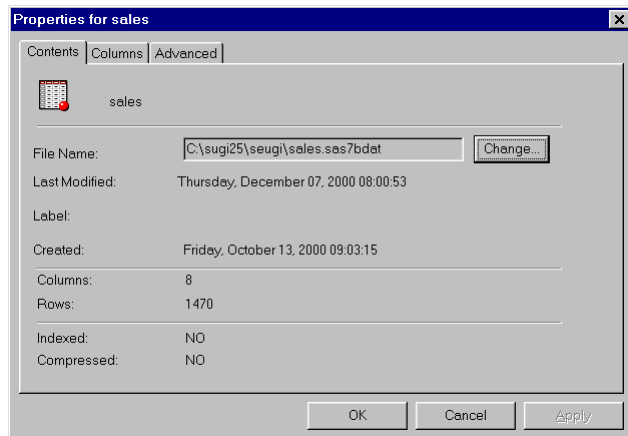 Properties for sales
Contents Columns Advanced
sales
File Name: C:\sugi25\seugi\sales.sas7bdat Change...
Last Modified: Thursday, December 07, 2000 08:00:53
Label:
Created: Friday, October 13, 2000 09:03:15
Columns: 8
Rows: 1470
Indexed: NO
Compressed: NO
OK Cancel Apply